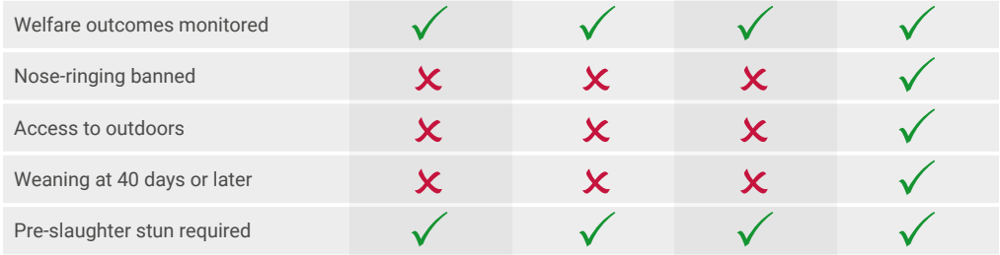 Welfare outcomes monitored
Nose-ringing banned
Access to outdoors
Weaning at 40 days or later
Pre-slaughter stun required